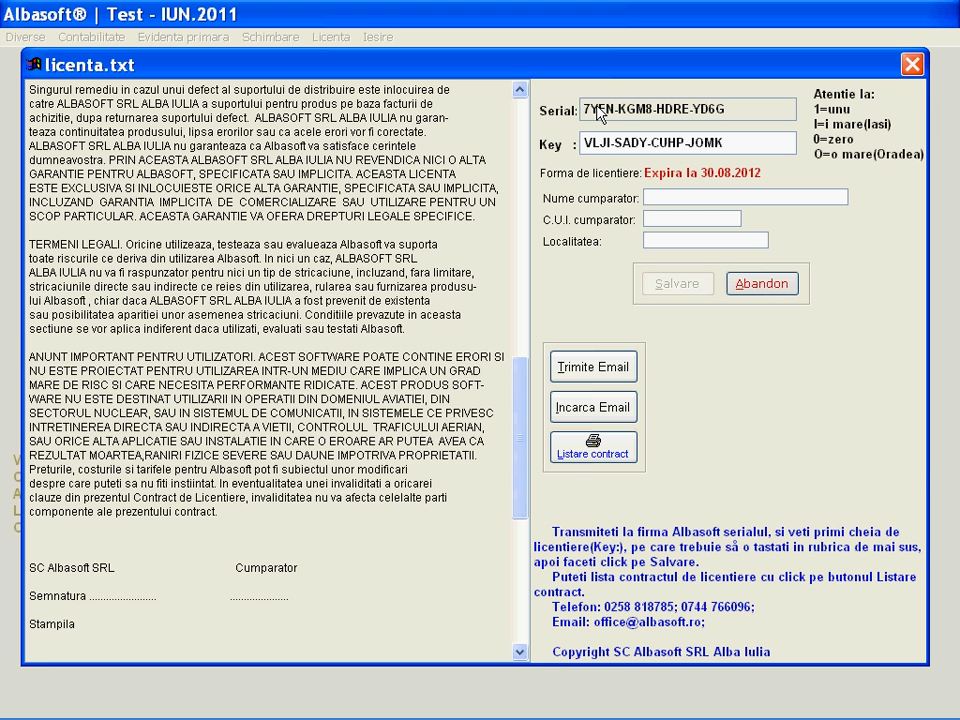 Albasoft® | Test - IUN.2011
Diverse Contabilitate Evidenta primara Schimbare Licenta Iesire
licenta.txt
Singurul remediu in cazul unui defect al suportului de distribuire este inlocuirea de
catre ALBASOFT SRL ALBA IULIA a suportului pentru produs pe baza facturii de
achizitie, dupa returnarea suportului defect. ALBASOFT SRL ALBA IULIA nu garan-
teaza continuitatea produsului, lipsa erorilor sau ca acele erori vor fi corectate.
ALBASOFT SRL ALBA IULIA nu garanteaza ca Albasoft va satisface cerintele
dumneavostra. PRIN ACEASTA ALBASOFT SRL ALBA IULIA NU REVENDICA NICI O ALTA
GARANTIE PENTRU ALBASOFT, SPECIFICATA SAU IMPLICITA. ACEASTA LICENTA
ESTE EXCLUSIVA SI INLOCUIESTE ORICE ALTA GARANTIE, SPECIFICATA SAU IMPLICITA,
INCLUZAND GARANTIA IMPLICITA DE COMERCIALIZARE SAU UTILIZARE PENTRU UN
SCOP PARTICULAR. ACEASTA GARANTIE VA OFERA DREPTURI LEGALE SPECIFICE.
TERMENI LEGALI. Oricine utilizeaza, testeaza sau evalueaza Albasoft va suporta
toate riscurile ce deriva din utilizarea Albasoft. In nici un caz, ALBASOFT SRL
ALBA IULIA nu va fi raspunzator pentru nici un tip de stricaciune, incluzand, fara limitare,
stricaciunile directe sau indirecte ce reies din utilizarea, rularea sau furnizarea produsu-
lui Albasoft , chiar daca ALBASOFT SRL ALBA IULIA a fost prevenit de existenta
sau posibilitatea aparitiei unor asemenea stricaciuni. Conditiile prevazute in aceasta
sectiune se vor aplica indiferent daca utilizati, evaluati sau testati Albasoft.
ANUNT IMPORTANT PENTRU UTILIZATORI. ACEST SOFTWARE POATE CONTINE ERORI SI
NU ESTE PROIECTAT PENTRU UTILIZAREA INTR-UN MEDIU CARE IMPLICA UN GRAD
MARE DE RISC SI CARE NECESITA PERFORMANTE RIDICATE. ACEST PRODUS SOFT-
WARE NU ESTE DESTINAT UTILIZARII IN OPERATII DIN DOMENIUL AVIATIEI, DIN
SECTORUL NUCLEAR, SAU IN SISTEMUL DE COMUNICATII, IN SISTEMELE CE PRIVESC
INTRETINEREA DIRECTA SAU INDIRECTA A VIETII, CONTROLUL TRAFICULUI AERIAN,
SAU ORICE ALTA APLICATIE SAU INSTALATIE IN CARE O EROARE AR PUTEA AVEA CA
REZULTAT MOARTEA,RANIRI FIZICE SEVERE SAU DAUNE IMPOTRIVA PROPRIETATII.
Preturile, costurile si tarifele pentru Albasoft pot fi subiectul unor modificari
despre care puteti sa nu fiti instiintat. In eventualitatea unei invaliditati a oricarei
clauze din prezentul Contract de Licentiere, invaliditatea nu va afecta celelalte parti
componente ale prezentului contract.
SC Albasoft SRL Cumparator
Semnatura ........................ .....................
Stampila
Serial: 7YEN-KGM8-HDRE-YD6G
Key : VLJI-SADY-CUHP-JOMK
Atentie la:
1=unu
I=i mare(Iasi)
0=zero
O=o mare(Oradea)
Forma de licentiere: Expira la 30.08.2012
Nume cumparator:
C.U.I. cumparator:
Localitatea:
Salvare Abandon
Trimite Email
Incarca Email
Listare contract
Transmiteti la firma Albasoft serialul, si veti primi cheia de
licentiere(Key:), pe care trebuie să o tastati in rubrica de mai sus,
apoi faceti click pe Salvare.
Puteti lista contractul de licentiere cu click pe butonul Listare
contract.
Telefon: 0258 818785; 0744 766096;
Email: office@albasoft.ro;
Copyright SC Albasoft SRL Alba Iulia